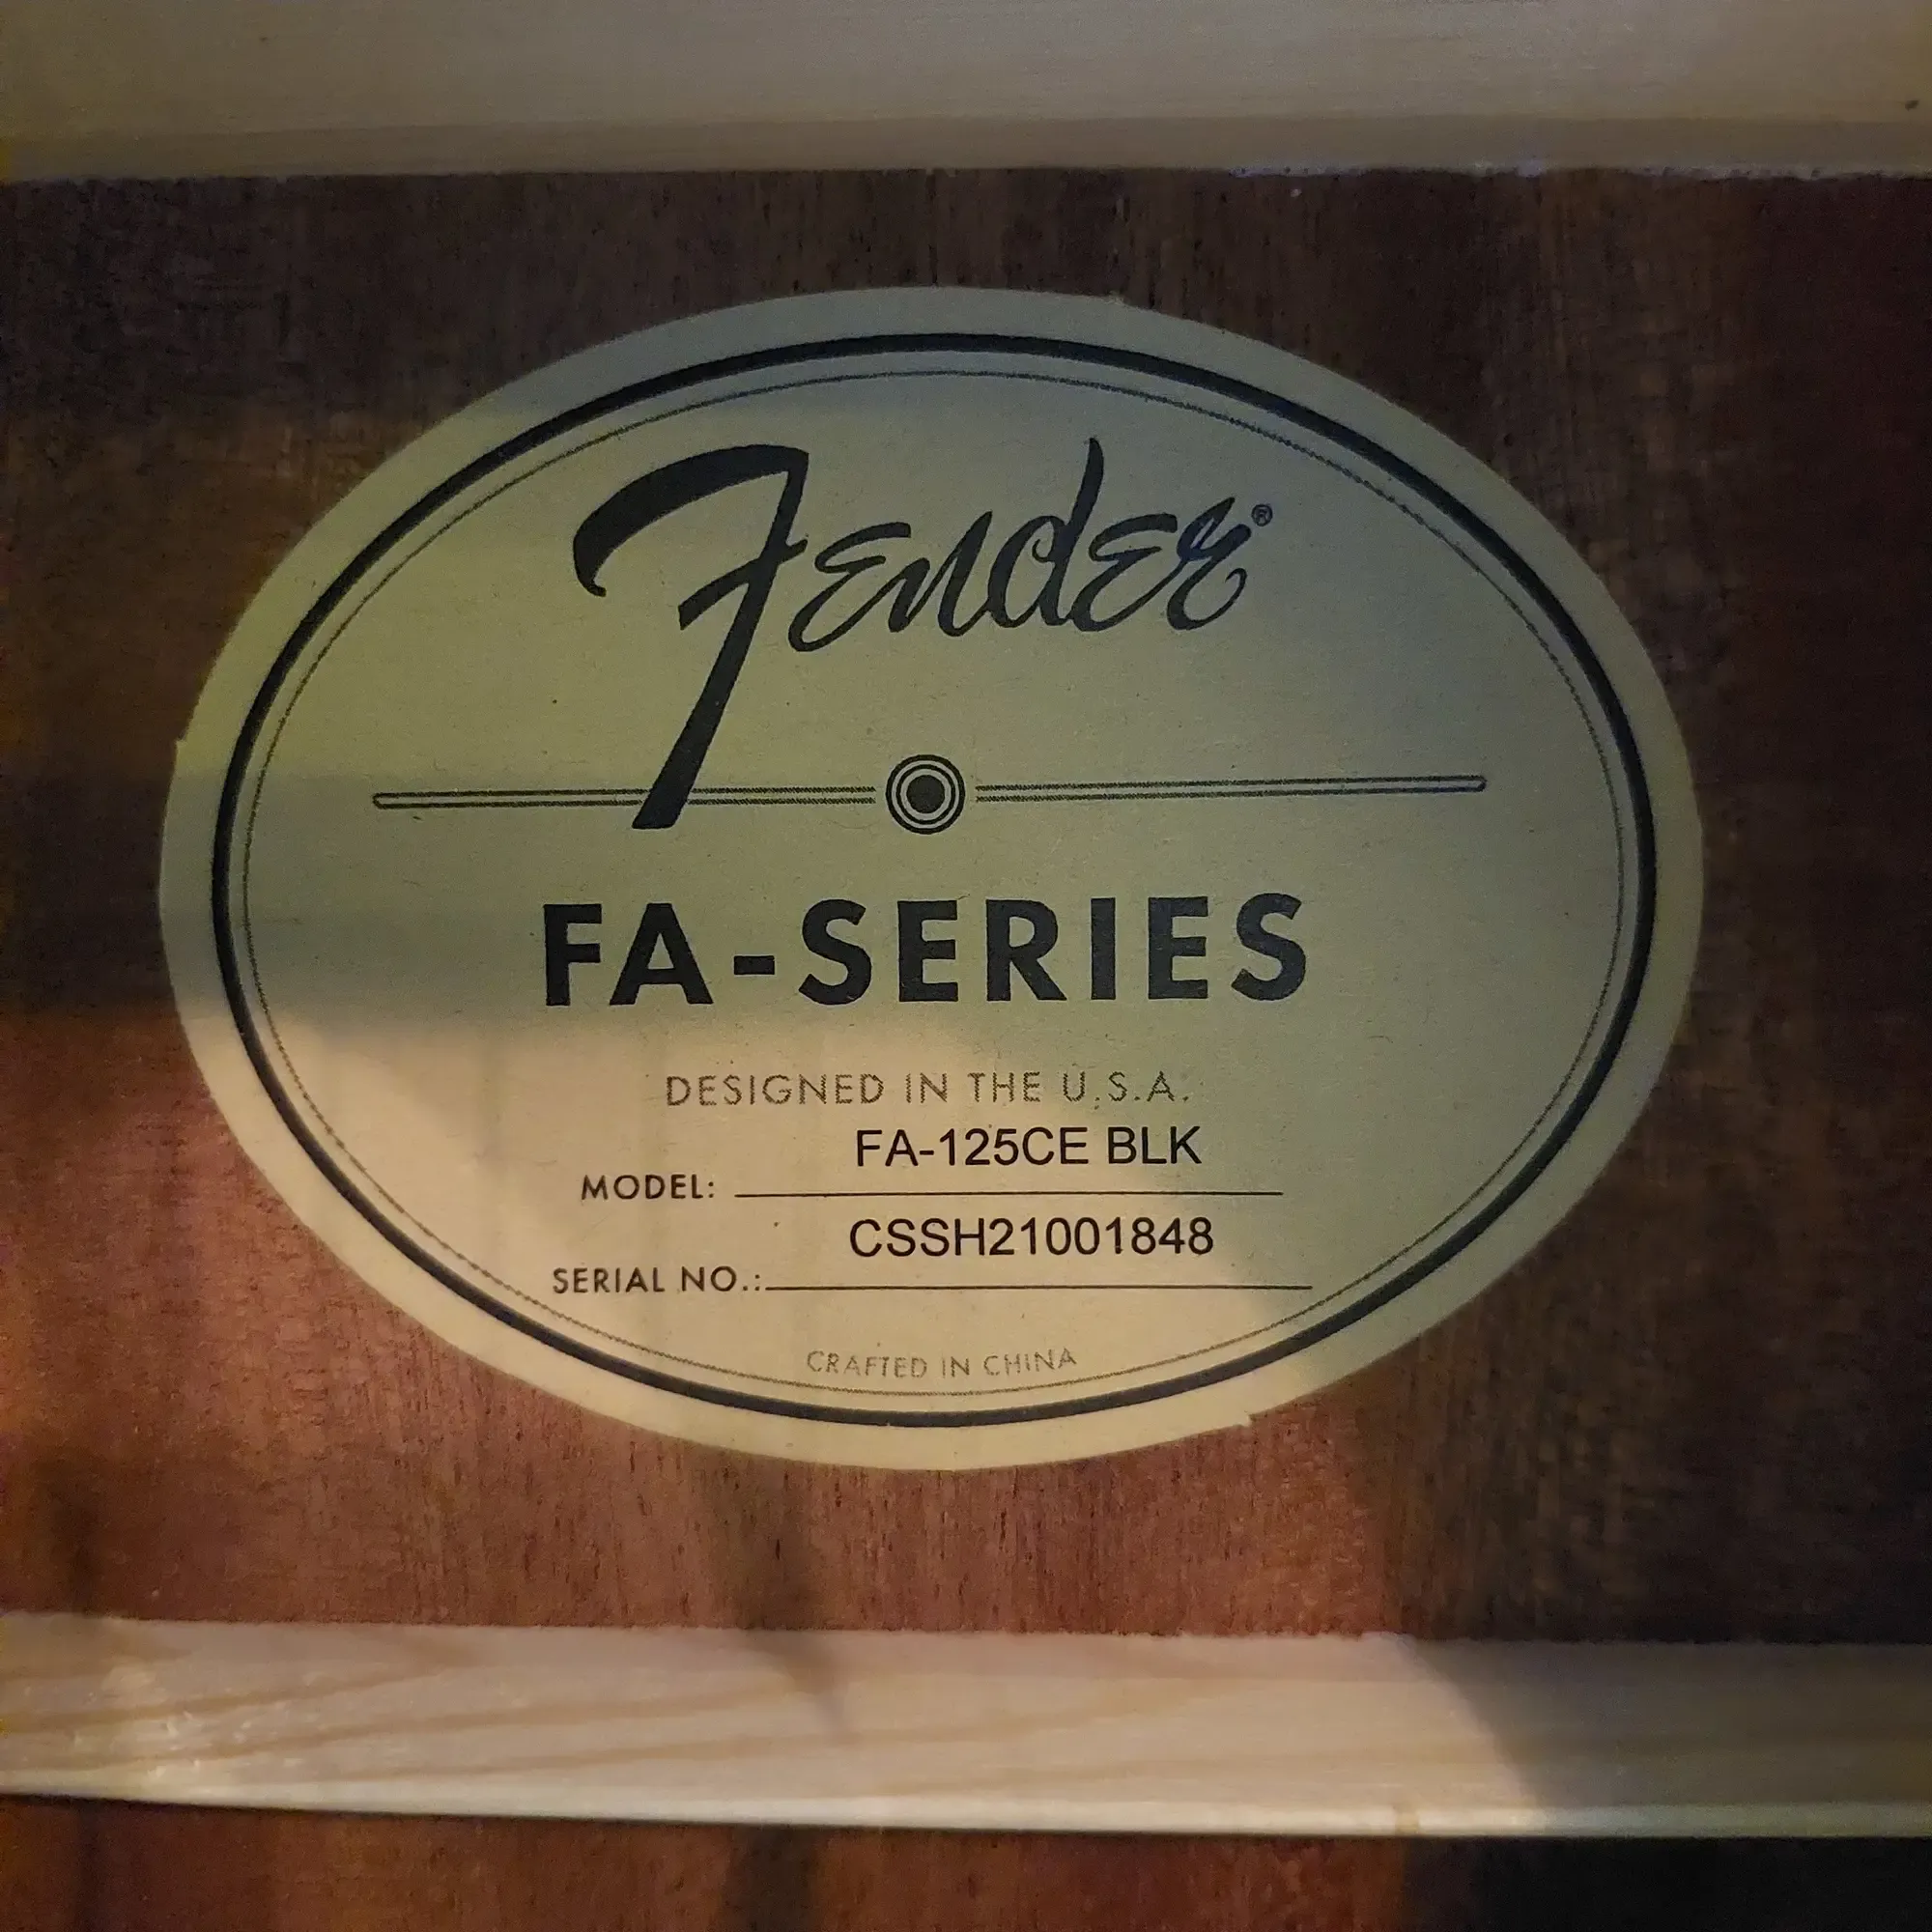 Fender®
FA-SERIES
DESIGNED IN THE U.S.A.
MODEL: FA-125CE BLK
SERIAL NO.: CSSH21001848
CRAFTED IN CHINA